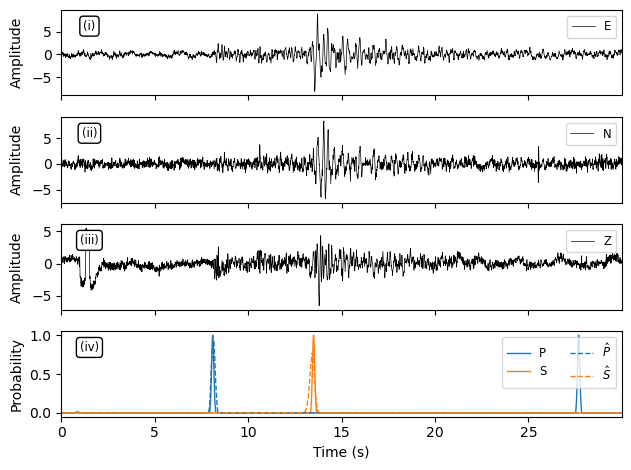 (i)
E
Amplitude
5
0
−5
(ii)
N
Amplitude
5
0
−5
(iii)
Z
Amplitude
5
0
−5
(iv)
P
S
P̂
Ŝ
Probability
1.0
0.5
0.0
0 5 10 15 20 25
Time (s)